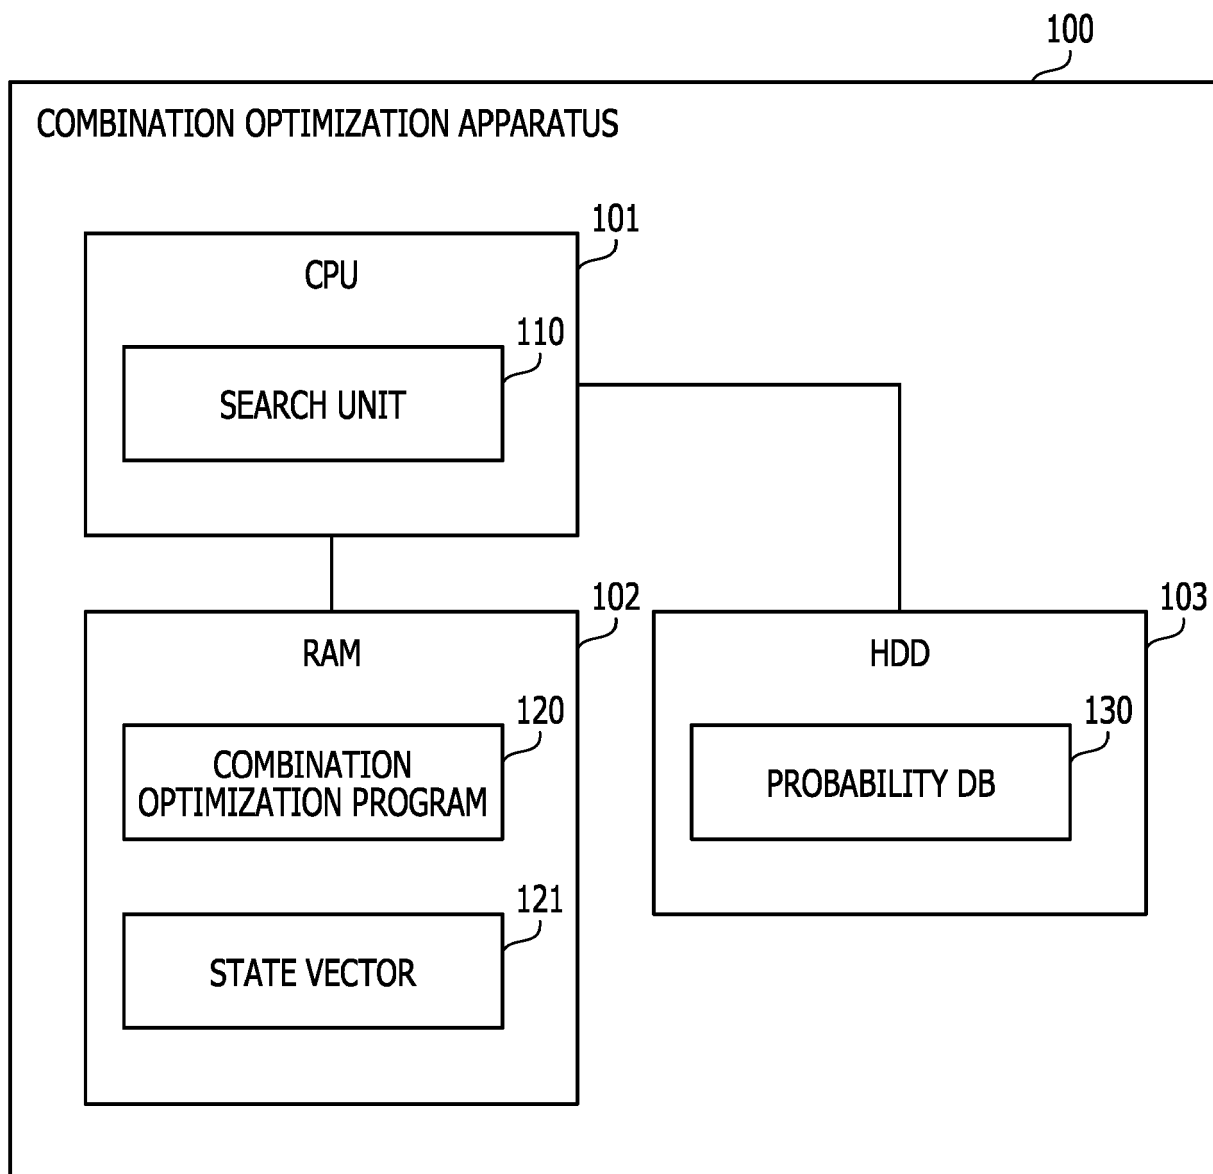 100
COMBINATION OPTIMIZATION APPARATUS
101
CPU
110
SEARCH UNIT
102
RAM
120
COMBINATION
OPTIMIZATION PROGRAM
121
STATE VECTOR
103
HDD
130
PROBABILITY DB